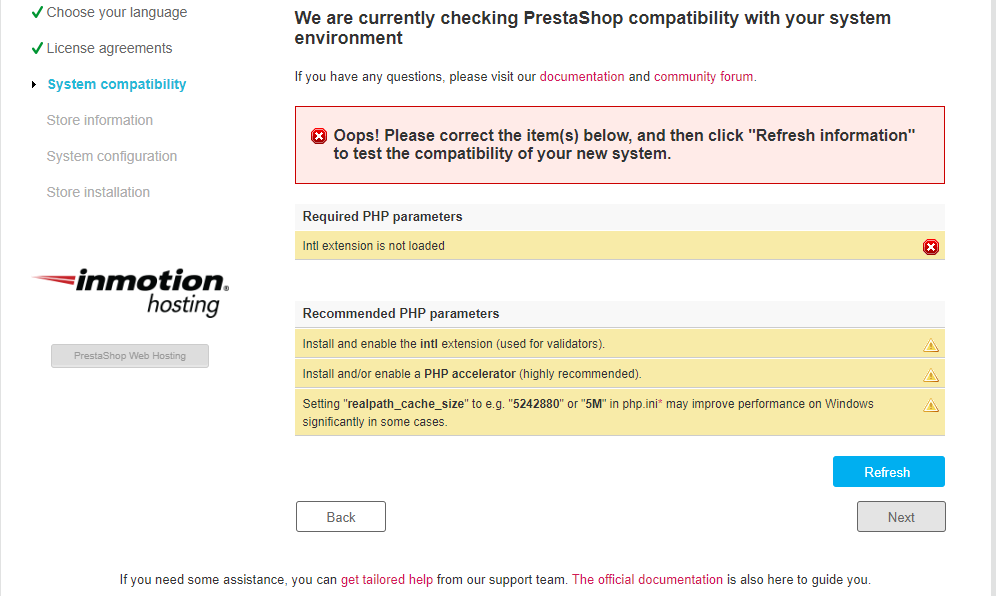 Choose your language
License agreements
System compatibility
Store information
System configuration
Store installation
inmotion®
hosting
PrestaShop Web Hosting
We are currently checking PrestaShop compatibility with your system
environment
If you have any questions, please visit our documentation and community forum.
Oops! Please correct the item(s) below, and then click "Refresh information"
to test the compatibility of your new system.
Required PHP parameters
Intl extension is not loaded
Recommended PHP parameters
Install and enable the intl extension (used for validators).
Install and/or enable a PHP accelerator (highly recommended).
Setting "realpath_cache_size" to e.g. "5242880" or "5M" in php.ini* may improve performance on Windows
significantly in some cases.
Refresh
Back
Next
If you need some assistance, you can get tailored help from our support team. The official documentation is also here to guide you.